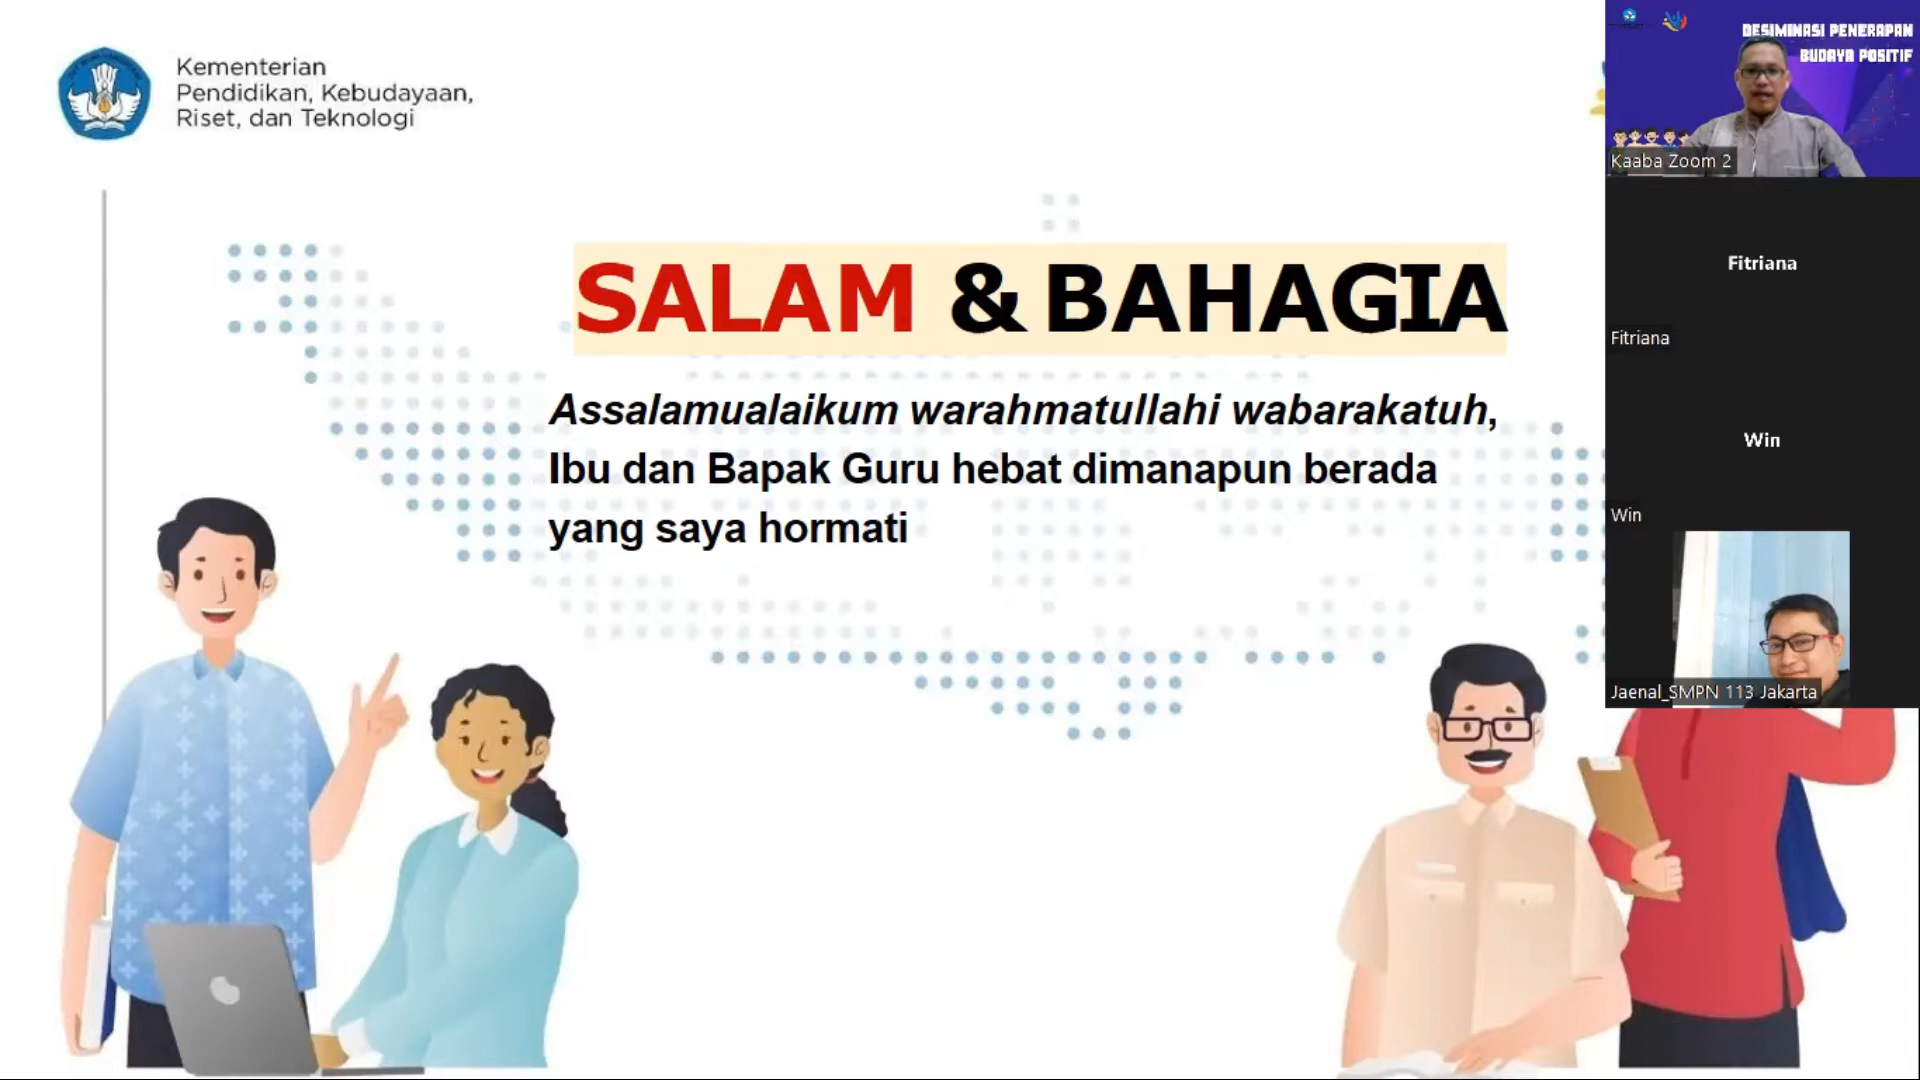 Kementerian
Pendidikan, Kebudayaan,
Riset, dan Teknologi
SALAM & BAHAGIA
Assalamualaikum warahmatullahi wabarakatuh,
Ibu dan Bapak Guru hebat dimanapun berada
yang saya hormati
DESIMINASI PENERAPAN
BUDAYA POSITIF
Kaaba Zoom 2
Fitriana
Fitriana
Win
Win
Jaenal_SMPN 113 Jakarta